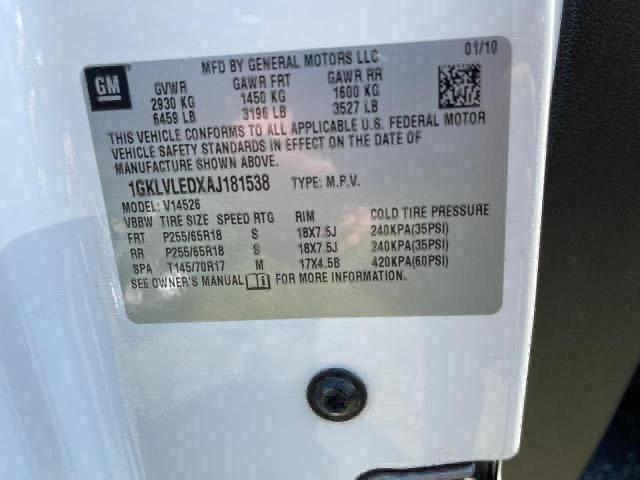 GM
MFD BY GENERAL MOTORS LLC 01/10
GVWR GAWR FRT GAWR RR
2930 KG 1450 KG 1600 KG
6459 LB 3196 LB 3527 LB
THIS VEHICLE CONFORMS TO ALL APPLICABLE U.S. FEDERAL MOTOR
VEHICLE SAFETY STANDARDS IN EFFECT ON THE DATE OF
MANUFACTURE SHOWN ABOVE.
1GKLVLEDXAJ181538 TYPE: M.P.V.
MODEL: V14526
VBBW TIRE SIZE SPEED RTG RIM COLD TIRE PRESSURE
FRT P255/65R18 S 18X7.5J 240KPA(35PSI)
RR P255/65R18 S 18X7.5J 240KPA(35PSI)
SPA T145/70R17 M 17X4.5B 420KPA(60PSI)
SEE OWNER'S MANUAL i FOR MORE INFORMATION.